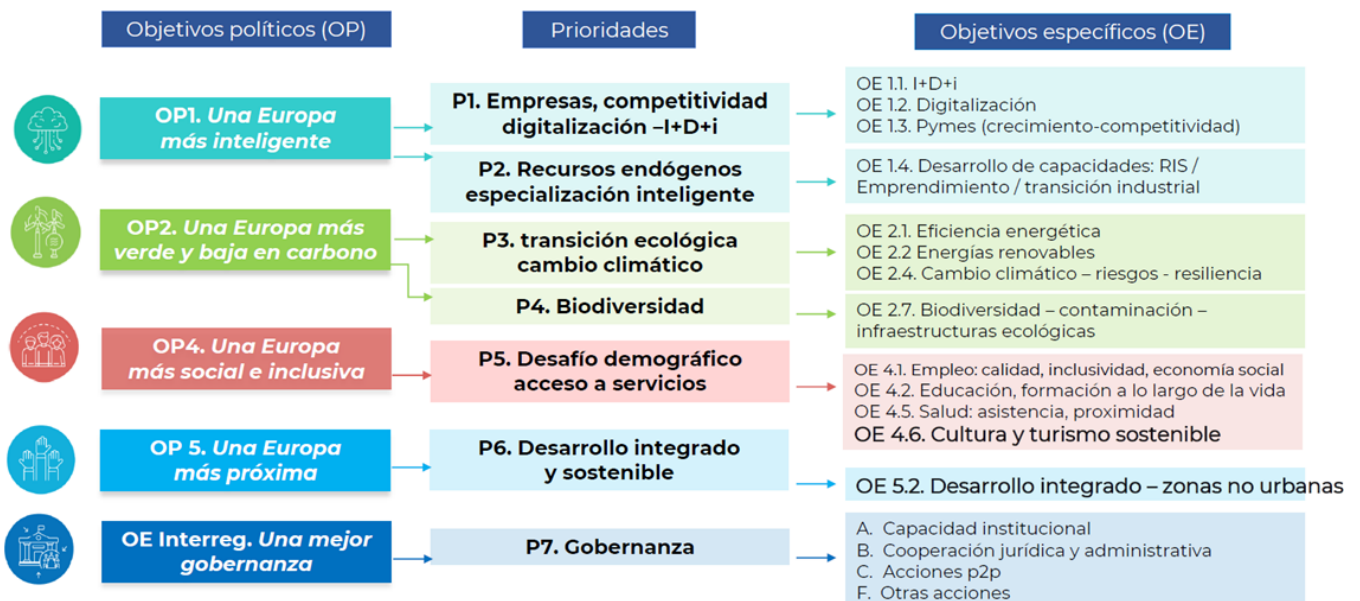 Objetivos políticos (OP)
Prioridades
Objetivos específicos (OE)
OP1. Una Europa
más inteligente
P1. Empresas, competitividad
digitalización –I+D+i
OE 1.1. I+D+i
OE 1.2. Digitalización
OE 1.3. Pymes (crecimiento-competitividad)
P2. Recursos endógenos
especialización inteligente
OE 1.4. Desarrollo de capacidades: RIS /
Emprendimiento / transición industrial
OP2. Una Europa más
verde y baja en carbono
P3. transición ecológica
cambio climático
OE 2.1. Eficiencia energética
OE 2.2 Energías renovables
OE 2.4. Cambio climático – riesgos - resiliencia
P4. Biodiversidad
OE 2.7. Biodiversidad – contaminación –
infraestructuras ecológicas
OP4. Una Europa
más social e inclusiva
P5. Desafío demográfico
acceso a servicios
OE 4.1. Empleo: calidad, inclusividad, economía social
OE 4.2. Educación, formación a lo largo de la vida
OE 4.5. Salud: asistencia, proximidad
OE 4.6. Cultura y turismo sostenible
OP 5. Una Europa
más próxima
P6. Desarrollo integrado
y sostenible
OE 5.2. Desarrollo integrado – zonas no urbanas
OE Interreg. Una mejor
gobernanza
P7. Gobernanza
A. Capacidad institucional
B. Cooperación jurídica y administrativa
C. Acciones p2p
F. Otras acciones